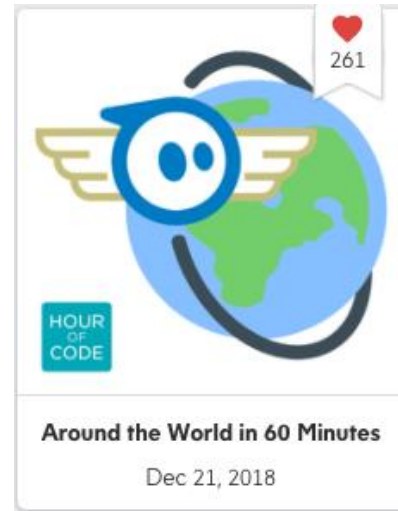 261
HOUR
OF
CODE
Around the World in 60 Minutes
Dec 21, 2018